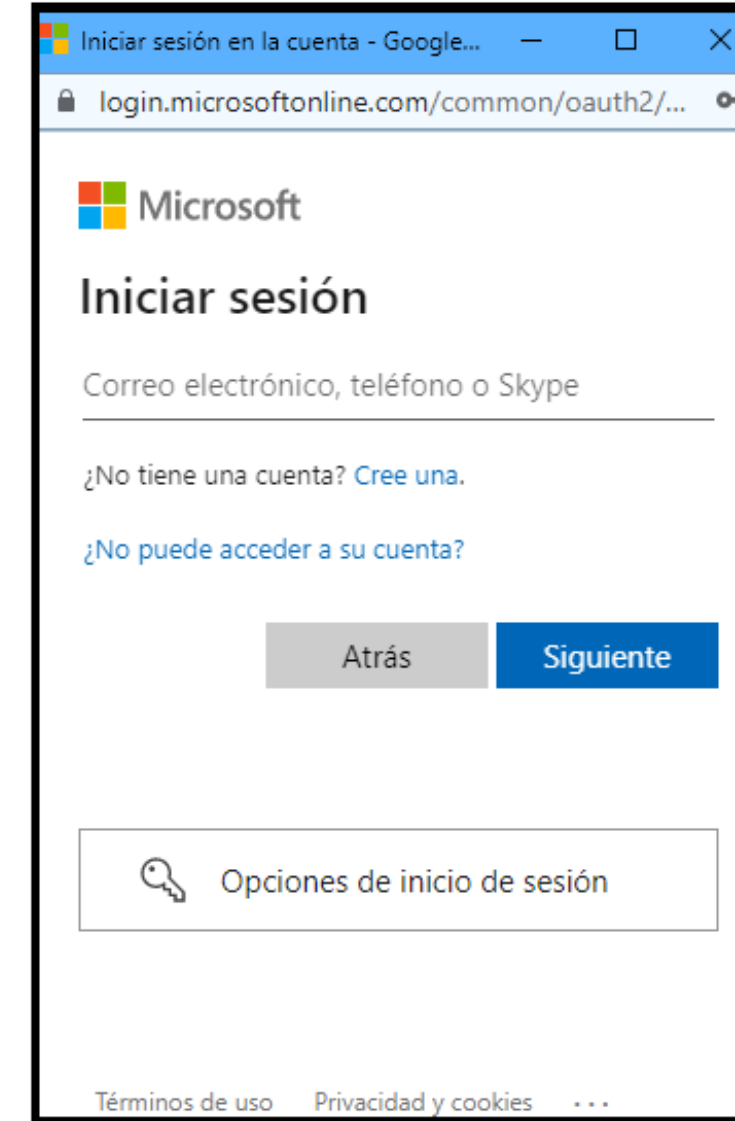 Iniciar sesión en la cuenta - Google...
login.microsoftonline.com/common/oauth2/...
Microsoft
Iniciar sesión
Correo electrónico, teléfono o Skype
¿No tiene una cuenta? Cree una.
¿No puede acceder a su cuenta?
Atrás Siguiente
Opciones de inicio de sesión
Términos de uso Privacidad y cookies ...